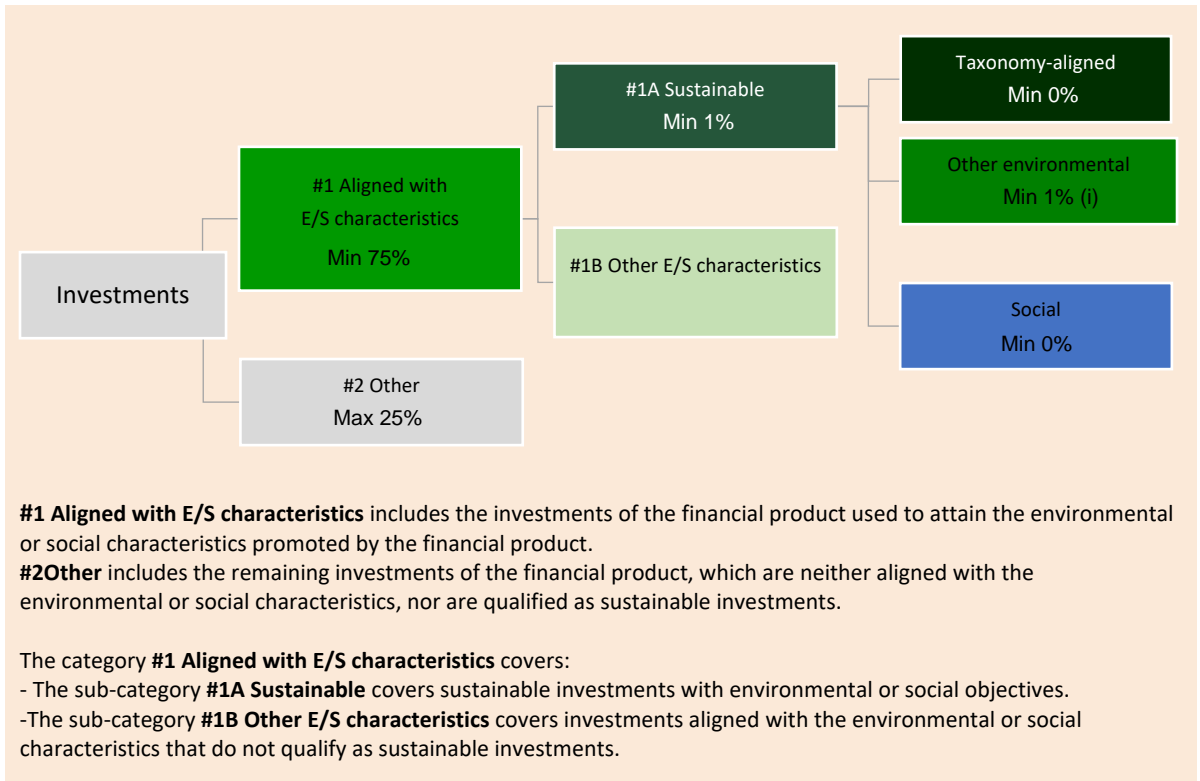 Investments
#1 Aligned with
E/S characteristics
Min 75%
#2 Other
Max 25%
#1A Sustainable
Min 1%
#1B Other E/S characteristics
Taxonomy-aligned
Min 0%
Other environmental
Min 1% (i)
Social
Min 0%
#1 Aligned with E/S characteristics includes the investments of the financial product used to attain the environmental
or social characteristics promoted by the financial product.
#2Other includes the remaining investments of the financial product, which are neither aligned with the
environmental or social characteristics, nor are qualified as sustainable investments.
The category #1 Aligned with E/S characteristics covers:
- The sub-category #1A Sustainable covers sustainable investments with environmental or social objectives.
-The sub-category #1B Other E/S characteristics covers investments aligned with the environmental or social
characteristics that do not qualify as sustainable investments.